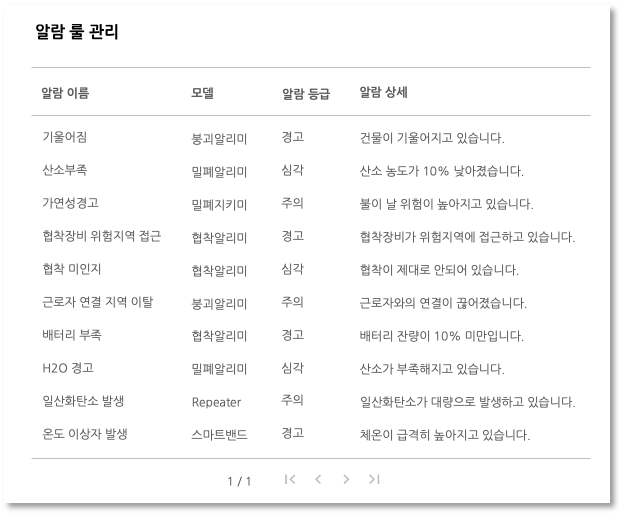 알람 룰 관리
알람 이름 모델 알람 등급 알람 상세
기울어짐 붕괴알리미 경고 건물이 기울어지고 있습니다.
산소부족 밀폐알리미 심각 산소 농도가 10% 낮아졌습니다.
가연성경고 밀폐지키미 주의 불이 날 위험이 높아지고 있습니다.
협착장비 위험지역 접근 협착알리미 경고 협착장비가 위험지역에 접근하고 있습니다.
협착 미인지 협착알리미 심각 협착이 제대로 안되어 있습니다.
근로자 연결 지역 이탈 붕괴알리미 주의 근로자와의 연결이 끊어졌습니다.
배터리 부족 협착알리미 경고 배터리 잔량이 10% 미만입니다.
H2O 경고 밀폐알리미 심각 산소가 부족해지고 있습니다.
일산화탄소 발생 Repeater 주의 일산화탄소가 대량으로 발생하고 있습니다.
온도 이상자 발생 스마트밴드 경고 체온이 급격히 높아지고 있습니다.
1 / 1